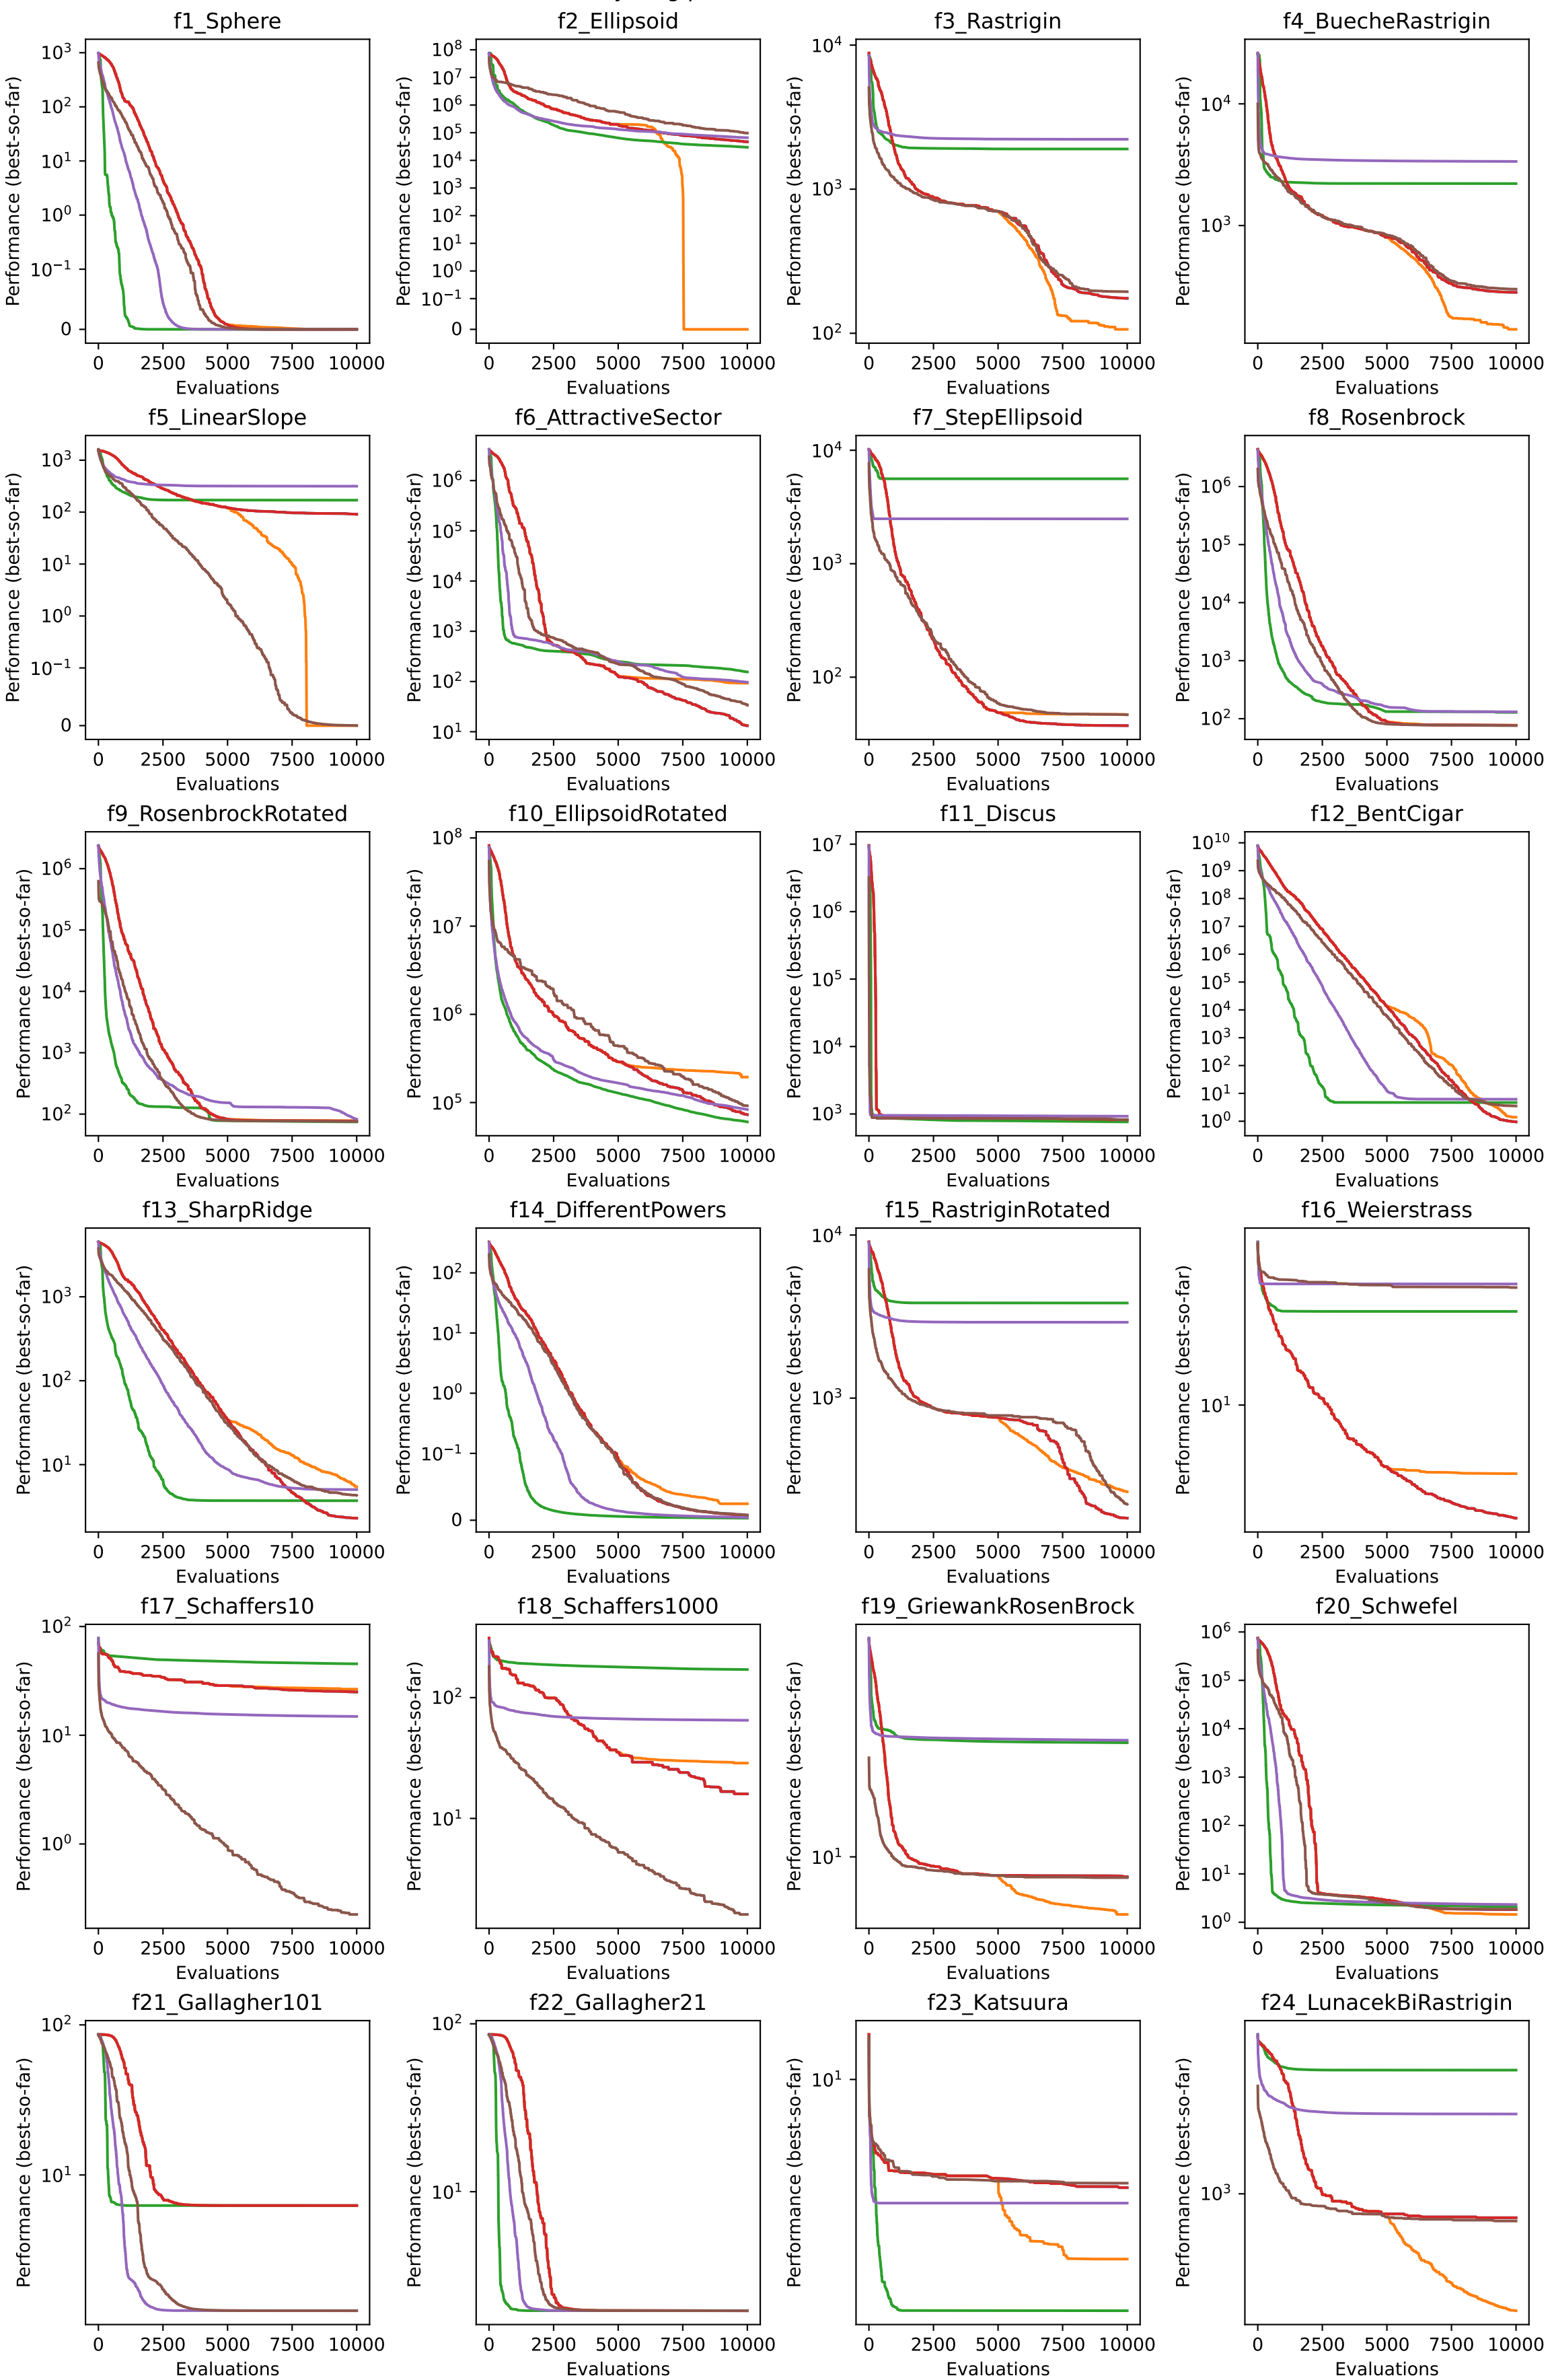 f1_Sphere
f2_Ellipsoid
f3_Rastrigin
f4_BuecheRastrigin
Performance (best-so-far)
10³
10²
10¹
10⁰
10⁻¹
0
0 2500 5000 7500 10000
Evaluations
Performance (best-so-far)
10⁸
10⁷
10⁶
10⁵
10⁴
10³
10²
10¹
10⁰
10⁻¹
0
0 2500 5000 7500 10000
Evaluations
Performance (best-so-far)
10⁴
10³
10²
0 2500 5000 7500 10000
Evaluations
Performance (best-so-far)
10⁴
10³
0 2500 5000 7500 10000
Evaluations
f5_LinearSlope
f6_AttractiveSector
f7_StepEllipsoid
f8_Rosenbrock
Performance (best-so-far)
10³
10²
10¹
10⁰
10⁻¹
0
0 2500 5000 7500 10000
Evaluations
Performance (best-so-far)
10⁶
10⁵
10⁴
10³
10²
10¹
0 2500 5000 7500 10000
Evaluations
Performance (best-so-far)
10⁴
10³
10²
0 2500 5000 7500 10000
Evaluations
Performance (best-so-far)
10⁶
10⁵
10⁴
10³
10²
0 2500 5000 7500 10000
Evaluations
f9_RosenbrockRotated
f10_EllipsoidRotated
f11_Discus
f12_BentCigar
Performance (best-so-far)
10⁶
10⁵
10⁴
10³
10²
0 2500 5000 7500 10000
Evaluations
Performance (best-so-far)
10⁸
10⁷
10⁶
10⁵
0 2500 5000 7500 10000
Evaluations
Performance (best-so-far)
10⁷
10⁶
10⁵
10⁴
10³
0 2500 5000 7500 10000
Evaluations
Performance (best-so-far)
10¹⁰
10⁹
10⁸
10⁷
10⁶
10⁵
10⁴
10³
10²
10¹
10⁰
0 2500 5000 7500 10000
Evaluations
f13_SharpRidge
f14_DifferentPowers
f15_RastriginRotated
f16_Weierstrass
Performance (best-so-far)
10³
10²
10¹
0 2500 5000 7500 10000
Evaluations
Performance (best-so-far)
10²
10¹
10⁰
10⁻¹
0
0 2500 5000 7500 10000
Evaluations
Performance (best-so-far)
10⁴
10³
0 2500 5000 7500 10000
Evaluations
Performance (best-so-far)
10¹
0 2500 5000 7500 10000
Evaluations
f17_Schaffers10
f18_Schaffers1000
f19_GriewankRosenBrock
f20_Schwefel
Performance (best-so-far)
10²
10¹
10⁰
0 2500 5000 7500 10000
Evaluations
Performance (best-so-far)
10²
10¹
0 2500 5000 7500 10000
Evaluations
Performance (best-so-far)
10¹
0 2500 5000 7500 10000
Evaluations
Performance (best-so-far)
10⁶
10⁵
10⁴
10³
10²
10¹
10⁰
0 2500 5000 7500 10000
Evaluations
f21_Gallagher101
f22_Gallagher21
f23_Katsuura
f24_LunacekBiRastrigin
Performance (best-so-far)
10²
10¹
0 2500 5000 7500 10000
Evaluations
Performance (best-so-far)
10²
10¹
0 2500 5000 7500 10000
Evaluations
Performance (best-so-far)
10¹
0 2500 5000 7500 10000
Evaluations
Performance (best-so-far)
10³
0 2500 5000 7500 10000
Evaluations